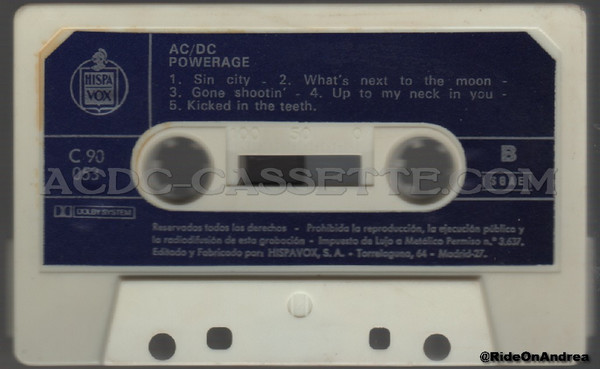 AC/DC
POWERAGE
HISPA
VOX
1. Sin city - 2. What's next to the moon -
3. Gone shootin' - 4. Up to my neck in you -
5. Kicked in the teeth.
100 50 0
C 90
053
B
SGAE
ACDC-CASSETTE.COM
DOLBY SYSTEM
Reservados todos los derechos - Prohibida la reproducción, la ejecución pública y
la radiodifusión de esta grabación - Impuesto de Lujo a Metálico Permiso n.º 3.637.
Editado y Fabricado por: HISPAVOX, S. A. - Torrelaguna, 64 - Madrid-27.
@RideOnAndrea